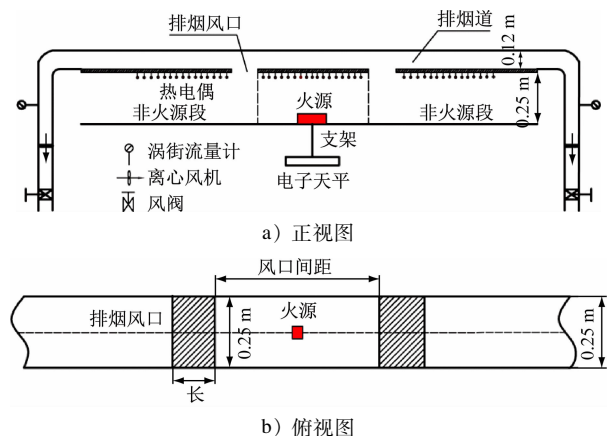 排烟风口
排烟道
0.12 m
热电偶
火源
0.25 m
非火源段
非火源段
支架
涡街流量计
离心风机
电子天平
风阀
a）正视图
风口间距
排烟风口
火源
0.25 m
0.25 m
长
b）俯视图